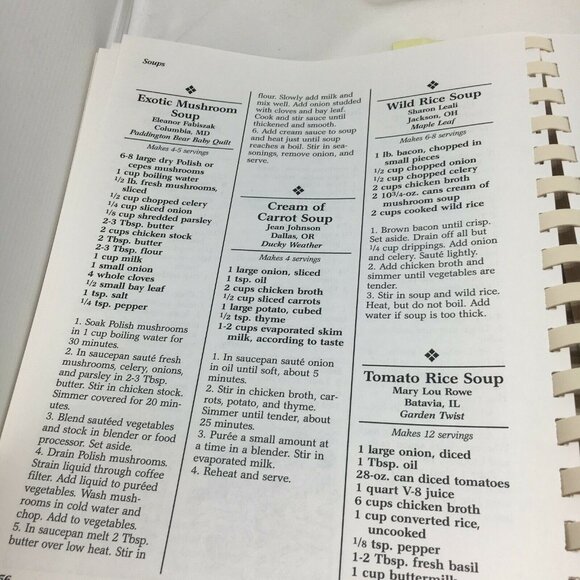 Soups
❖
Exotic Mushroom
Soup
Eleanor Fabiszak
Columbia, MD
Paddington Bear Baby Quilt
Makes 4-5 servings
6-8 large dry Polish or
cepes mushrooms
1 cup boiling water
1/2 lb. fresh mushrooms,
sliced
1/2 cup chopped celery
1/4 cup sliced onion
1/8 cup shredded parsley
2-3 Tbsp. butter
2 cups chicken stock
2 Tbsp. butter
2-3 Tbsp. flour
1 cup milk
1 small onion
4 whole cloves
1/2 small bay leaf
1 tsp. salt
1/4 tsp. pepper
1. Soak Polish mushrooms
in 1 cup boiling water for
30 minutes.
2. In saucepan sauté fresh
mushrooms, celery, onions,
and parsley in 2-3 Tbsp.
butter. Stir in chicken stock.
Simmer covered for 20 min-
utes.
3. Blend sautéed vegetables
and stock in blender or food
processor. Set aside.
4. Drain Polish mushrooms.
Strain liquid through coffee
filter. Add liquid to puréed
vegetables. Wash mush-
rooms in cold water and
chop. Add to vegetables.
5. In saucepan melt 2 Tbsp.
butter over low heat. Stir in
flour. Slowly add milk and
mix well. Add onion studded
with cloves and bay leaf.
Cook and stir sauce until
thickened and smooth.
6. Add cream sauce to soup
and heat just until soup
reaches a boil. Stir in sea-
sonings, remove onion, and
serve.
❖
Cream of
Carrot Soup
Jean Johnson
Dallas, OR
Ducky Weather
Makes 4 servings
1 large onion, sliced
1 tsp. oil
2 cups chicken broth
1/2 cup sliced carrots
1 large potato, cubed
1/2 tsp. thyme
1-2 cups evaporated skim
milk, according to taste
1. In saucepan sauté onion
in oil until soft, about 5
minutes.
2. Stir in chicken broth, car-
rots, potato, and thyme.
Simmer until tender, about
25 minutes.
3. Purée a small amount at
a time in a blender. Stir in
evaporated milk.
4. Reheat and serve.
❖
Wild Rice Soup
Sharon Leali
Jackson, OH
Maple Leaf
Makes 6-8 servings
1 lb. bacon, chopped in
small pieces
1/2 cup chopped onion
1/2 cup chopped celery
2 cups chicken broth
2 10 3/4-oz. cans cream of
mushroom soup
2 cups cooked wild rice
1. Brown bacon until crisp.
Set aside. Drain off all but
1/4 cup drippings. Add onion
and celery. Sauté lightly.
2. Add chicken broth and
simmer until vegetables are
tender.
3. Stir in soup and wild rice.
Heat, but do not boil. Add
water if soup is too thick.
❖
Tomato Rice Soup
Mary Lou Rowe
Batavia, IL
Garden Twist
Makes 12 servings
1 large onion, diced
1 Tbsp. oil
28-oz. can diced tomatoes
1 quart V-8 juice
6 cups chicken broth
1 cup converted rice,
uncooked
1/8 tsp. pepper
1-2 Tbsp. fresh basil
1 cup buttermilk